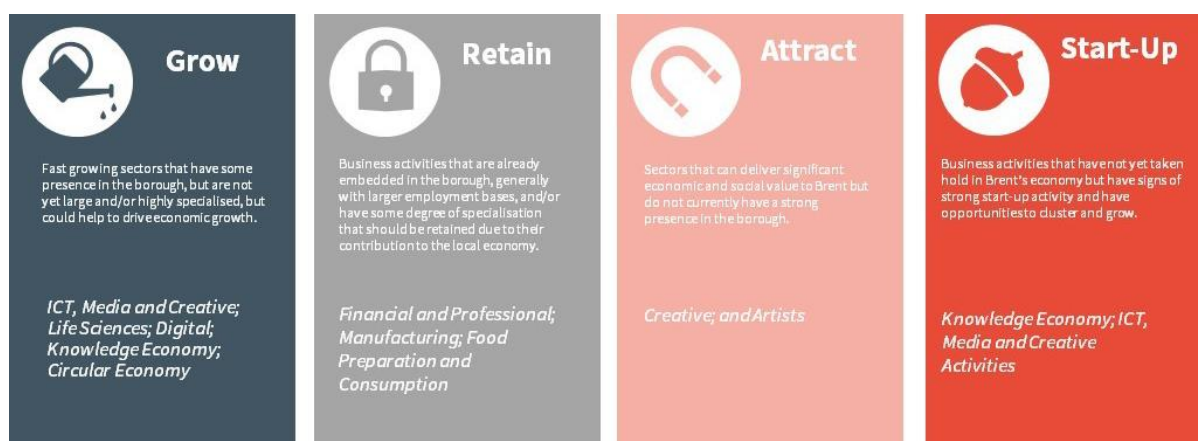 Grow
Fast growing sectors that have some
presence in the borough, but are not
yet large and/or highly specialised, but
could help to drive economic growth.
ICT, Media and Creative;
Life Sciences; Digital;
Knowledge Economy;
Circular Economy
Retain
Business activities that are already
embedded in the borough, generally
with larger employment bases, and/or
have some degree of specialisation
that should be retained due to their
contribution to the local economy.
Financial and Professional;
Manufacturing; Food
Preparation and
Consumption
Attract
Sectors that can deliver significant
economic and social value to Brent but
do not currently have a strong
presence in the borough.
Creative; and Artists
Start-Up
Business activities that have not yet taken
hold in Brent's economy but have signs of
strong start-up activity and have
opportunities to cluster and grow.
Knowledge Economy; ICT,
Media and Creative
Activities